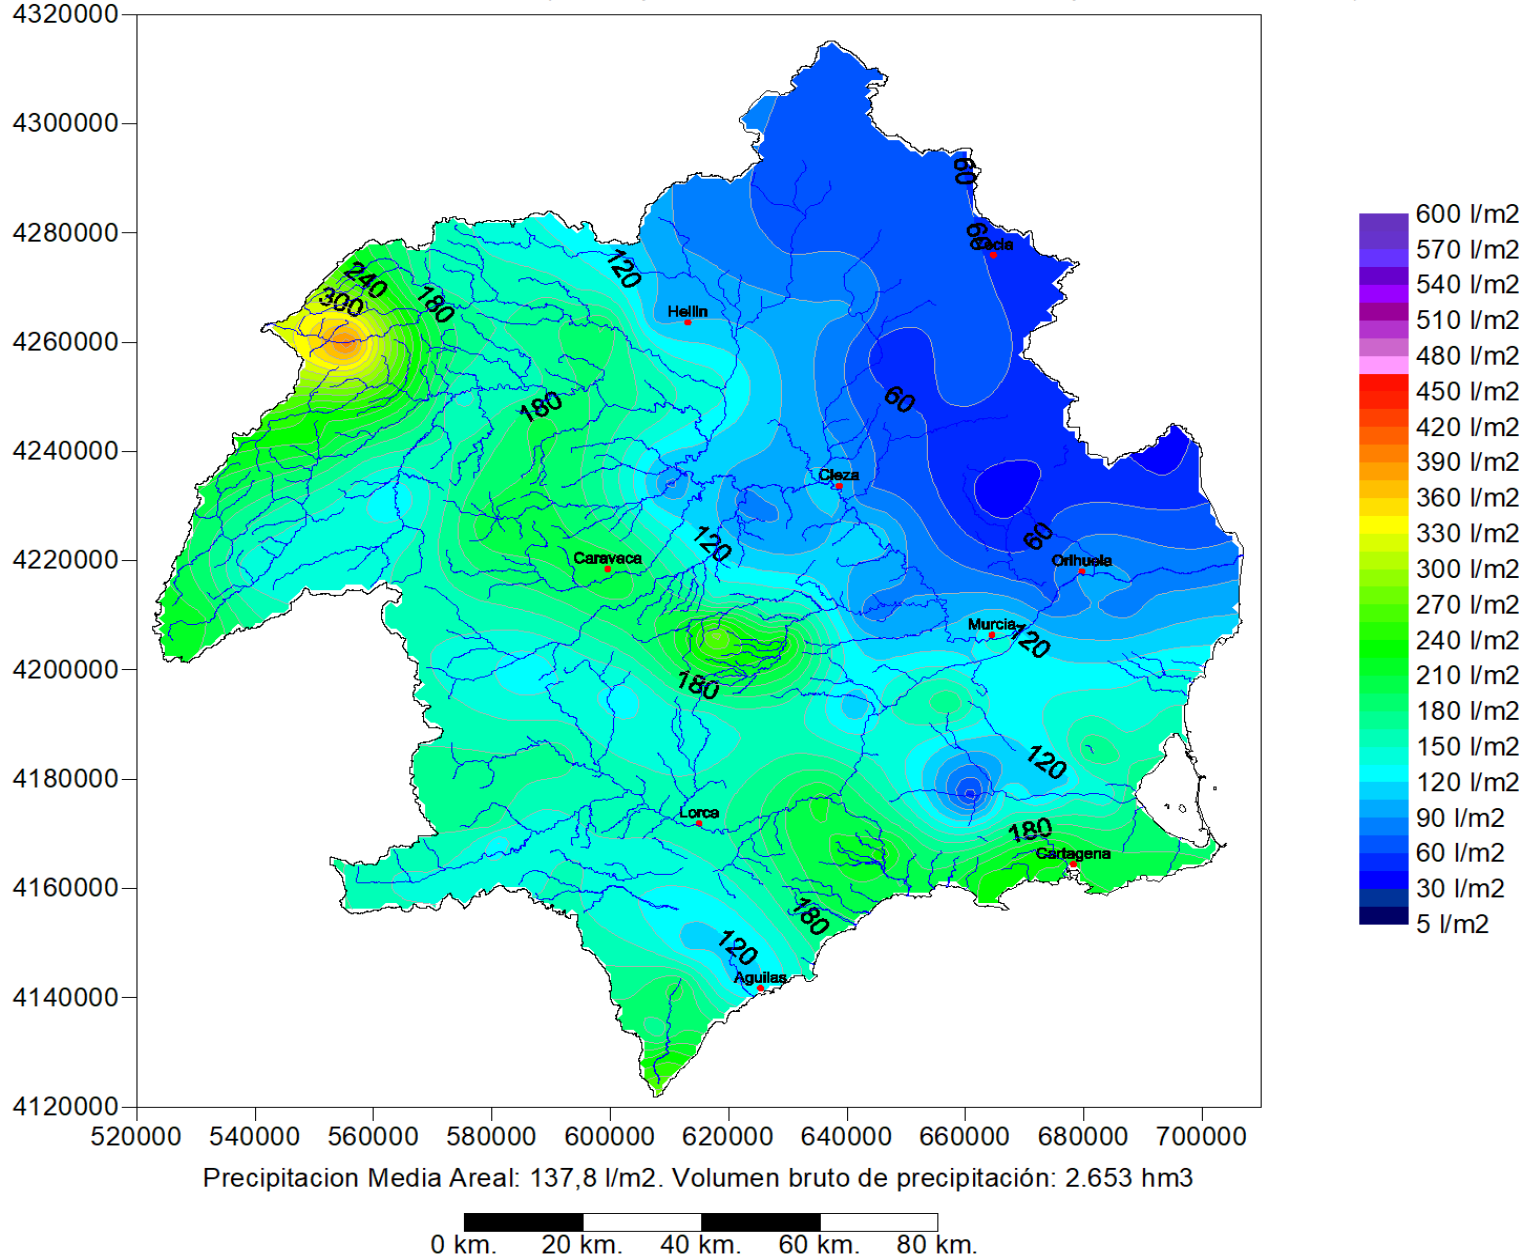 4320000
4300000
4280000
4260000
4240000
4220000
4200000
4180000
4160000
4140000
4120000
520000 540000 560000 580000 600000 620000 640000 660000 680000 700000
60
60
Yecla
120
240
300
180
Hellin
180
60
Cieza
120
60
Caravaca
Orihuela
Murcia
120
180
120
Lorca
180
Cartagena
180
120
Aguilas
600 l/m2
570 l/m2
540 l/m2
510 l/m2
480 l/m2
450 l/m2
420 l/m2
390 l/m2
360 l/m2
330 l/m2
300 l/m2
270 l/m2
240 l/m2
210 l/m2
180 l/m2
150 l/m2
120 l/m2
90 l/m2
60 l/m2
30 l/m2
5 l/m2
Precipitacion Media Areal: 137,8 l/m2. Volumen bruto de precipitación: 2.653 hm3
0 km. 20 km. 40 km. 60 km. 80 km.